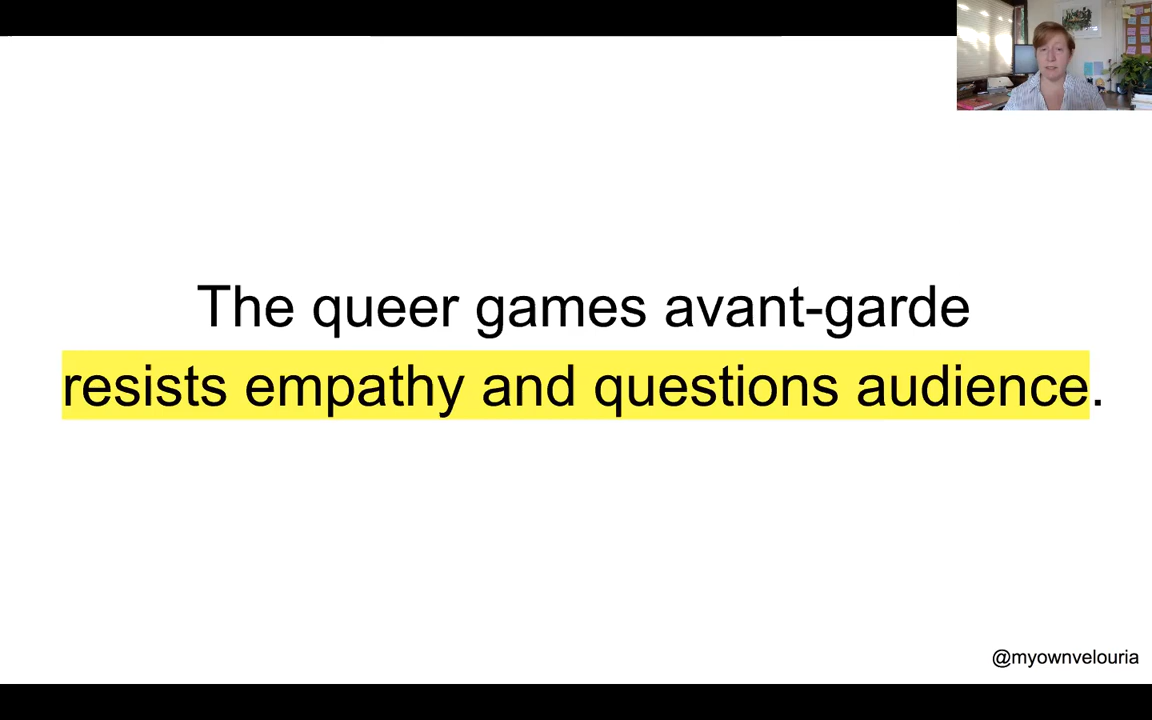 The queer games avant-garde
resists empathy and questions audience.
@myownvelouria